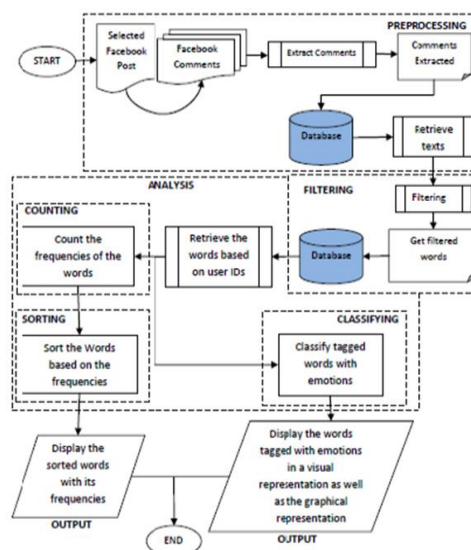 PREPROCESSING
START
Selected
Facebook
Post
Facebook
Comments
Extract Comments
Comments
Extracted
Database
Retrieve
texts
FILTERING
Filtering
Get filtered
words
Database
ANALYSIS
Retrieve the
words based
on user IDs
COUNTING
Count the
frequencies of the
words
SORTING
Sort the Words
based on the
frequencies
CLASSIFYING
Classify tagged
words with
emotions
Display the
sorted words
with its
frequencies
OUTPUT
Display the words
tagged with emotions
in a visual
representation as well
as the graphical
representation
OUTPUT
END